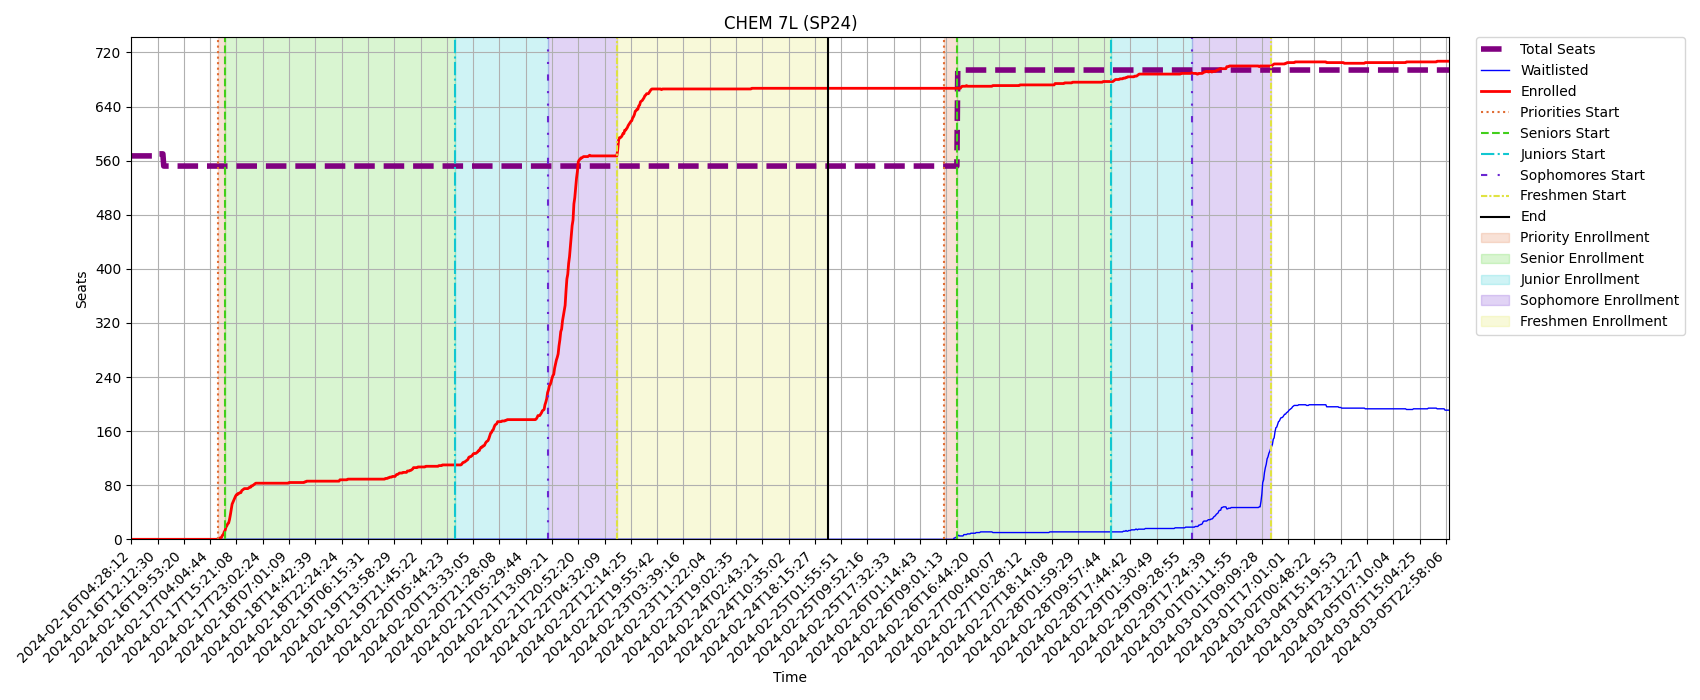 CHEM 7L (SP24)
Seats
720
640
560
480
400
320
240
160
80
0
2024-02-16T04:28:12
2024-02-16T12:12:30
2024-02-16T19:53:20
2024-02-17T04:04:44
2024-02-17T15:21:08
2024-02-17T23:02:24
2024-02-18T07:01:09
2024-02-18T14:42:39
2024-02-18T22:24:24
2024-02-19T06:15:31
2024-02-19T13:58:29
2024-02-19T21:45:22
2024-02-20T05:44:23
2024-02-20T13:33:05
2024-02-20T21:28:09
2024-02-21T05:29:44
2024-02-21T13:09:21
2024-02-21T20:52:20
2024-02-22T04:32:09
2024-02-22T12:14:25
2024-02-22T19:55:42
2024-02-23T03:39:16
2024-02-23T11:22:04
2024-02-23T19:02:35
2024-02-24T02:43:21
2024-02-24T10:35:02
2024-02-24T18:15:27
2024-02-25T01:55:51
2024-02-25T09:52:16
2024-02-25T17:32:33
2024-02-26T01:14:43
2024-02-26T09:01:13
2024-02-26T16:44:20
2024-02-27T00:40:07
2024-02-27T10:28:12
2024-02-27T18:14:08
2024-02-28T01:59:29
2024-02-28T09:57:44
2024-02-28T17:44:42
2024-02-29T01:30:49
2024-02-29T09:28:55
2024-02-29T17:24:39
2024-03-01T01:11:55
2024-03-01T09:09:28
2024-03-01T17:01:01
2024-03-02T00:48:22
2024-03-04T15:19:53
2024-03-04T23:12:27
2024-03-05T07:10:04
2024-03-05T15:04:25
2024-03-05T22:58:06
Time
Total Seats
Waitlisted
Enrolled
Priorities Start
Seniors Start
Juniors Start
Sophomores Start
Freshmen Start
End
Priority Enrollment
Senior Enrollment
Junior Enrollment
Sophomore Enrollment
Freshmen Enrollment